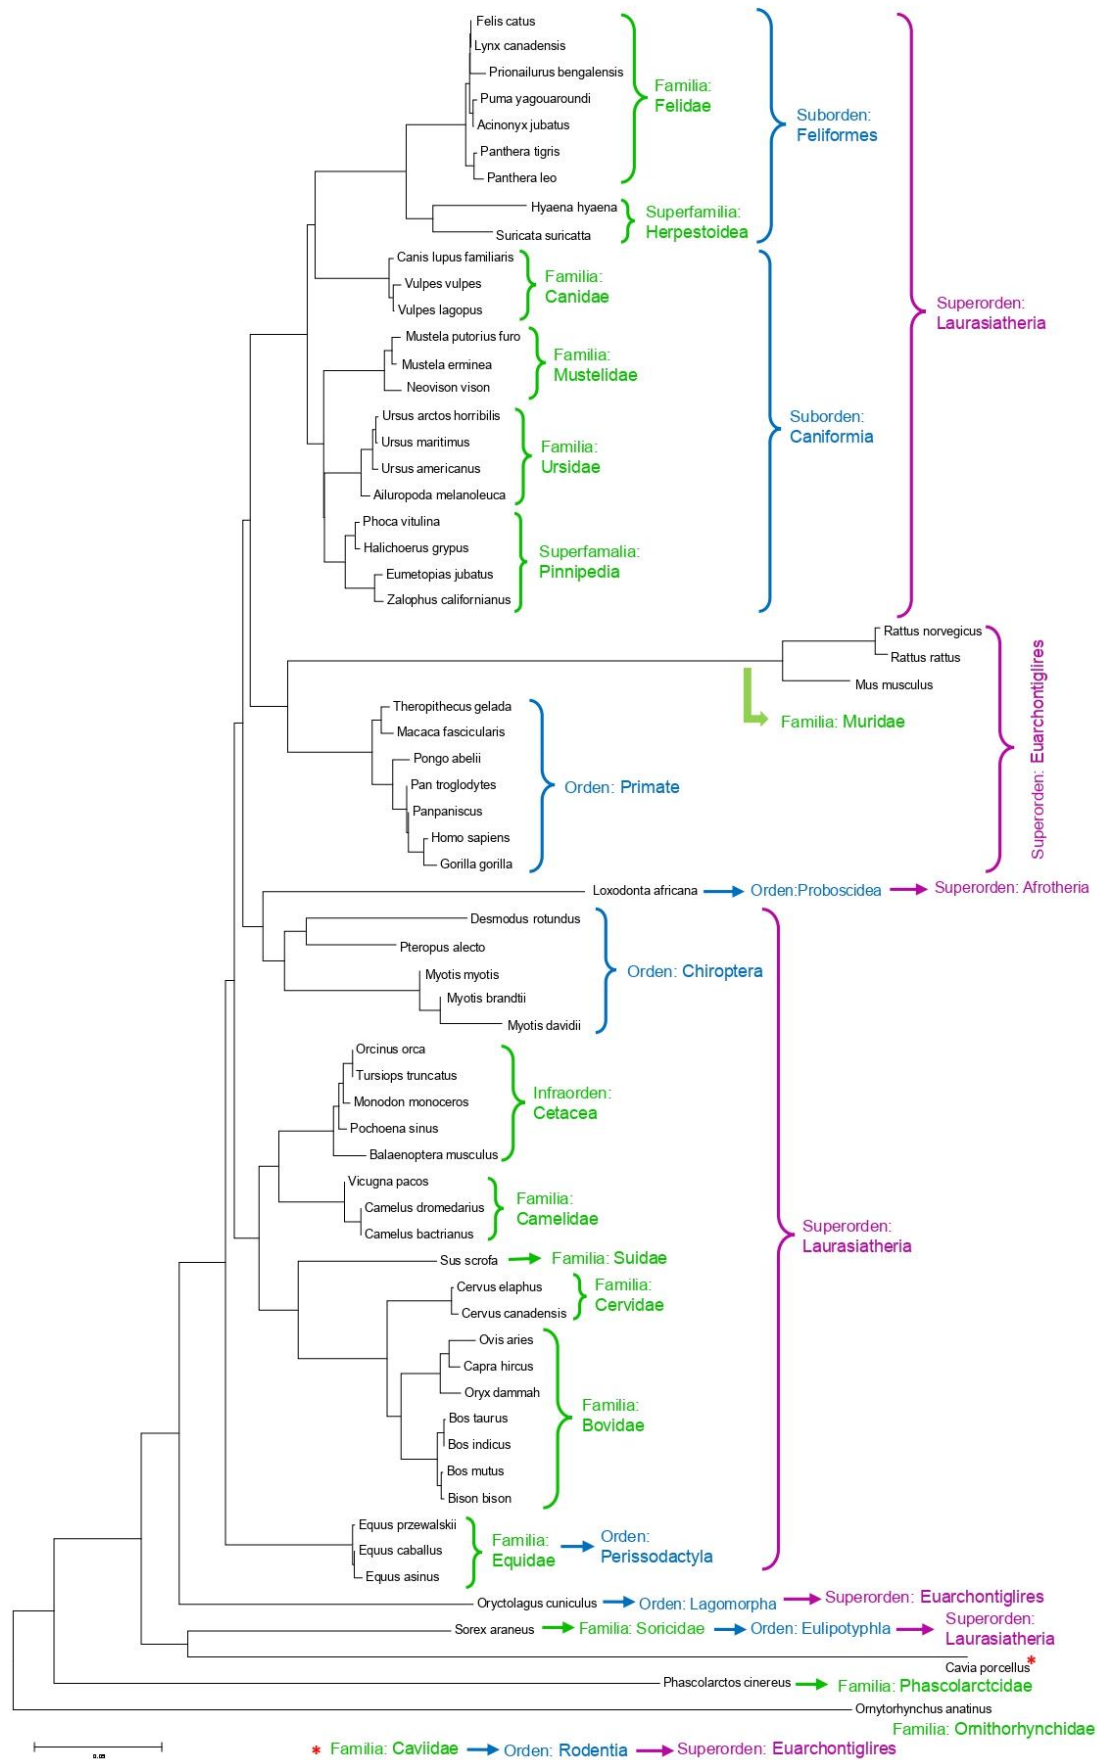 Felis catus
Lynx canadensis
Prionailurus bengalensis
Puma yagouaroundi
Acinonyx jubatus
Panthera tigris
Panthera leo
Familia:
Felidae
Suborden:
Feliformes
Hyaena hyaena
Suricata suricatta
Superfamilia:
Herpestoidea
Canis lupus familiaris
Vulpes vulpes
Vulpes lagopus
Familia:
Canidae
Superorden:
Laurasiatheria
Mustela putorius furo
Mustela erminea
Neovison vison
Familia:
Mustelidae
Ursus arctos horribilis
Ursus maritimus
Ursus americanus
Ailuropoda melanoleuca
Familia:
Ursidae
Suborden:
Caniformia
Phoca vitulina
Halichoerus grypus
Eumetopias jubatus
Zalophus californianus
Superfamalia:
Pinnipedia
Rattus norvegicus
Rattus rattus
Mus musculus
Familia: Muridae
Superorden: Euarchontiglires
Theropithecus gelada
Macaca fascicularis
Pongo abelii
Pan troglodytes
Panpaniscus
Homo sapiens
Gorilla gorilla
Orden: Primate
Loxodonta africana
Orden:Proboscidea
Superorden: Afrotheria
Desmodus rotundus
Pteropus alecto
Myotis myotis
Myotis brandtii
Myotis davidii
Orden: Chiroptera
Orcinus orca
Tursiops truncatus
Monodon monoceros
Pochoena sinus
Balaenoptera musculus
Infraorden:
Cetacea
Vicugna pacos
Camelus dromedarius
Camelus bactrianus
Familia:
Camelidae
Superorden:
Laurasiatheria
Sus scrofa
Familia: Suidae
Cervus elaphus
Cervus canadensis
Familia:
Cervidae
Ovis aries
Capra hircus
Oryx dammah
Bos taurus
Bos indicus
Bos mutus
Bison bison
Familia:
Bovidae
Equus przewalskii
Equus caballus
Equus asinus
Familia:
Equidae
Orden:
Perissodactyla
Oryctolagus cuniculus
Orden: Lagomorpha
Superorden: Euarchontiglires
Sorex araneus
Familia: Soricidae
Orden: Eulipotyphla
Superorden:
Laurasiatheria
Cavia porcellus*
Phascolarctos cinereus
Familia: Phascolarctcidae
Ornytorhynchus anatinus
Familia: Ornithorhynchidae
* Familia: Caviidae
Orden: Rodentia
Superorden: Euarchontiglires